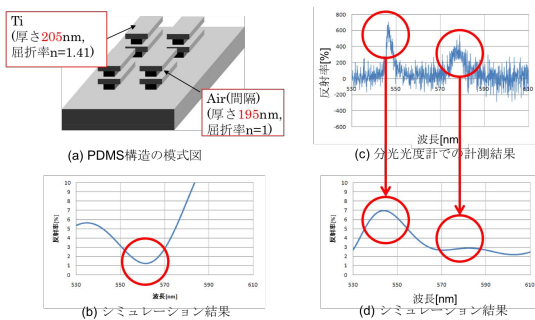 Ti
(厚さ205nm,
屈折率n=1.41)
Air(間隔)
(厚さ195nm,
屈折率n=1)
(a) PDMS構造の模式図
反射率[%]
800
600
400
200
0
-200
-400
-600
530
550
570
590
610
波長[nm]
(c) 分光光度計での計測結果
反射率[%]
10
9
8
7
6
5
4
3
2
1
0
530
550
570
590
610
波長[nm]
(b) シミュレーション結果
反射率[%]
10
9
8
7
6
5
4
3
2
1
0
530
550
570
590
610
波長[nm]
(d) シミュレーション結果